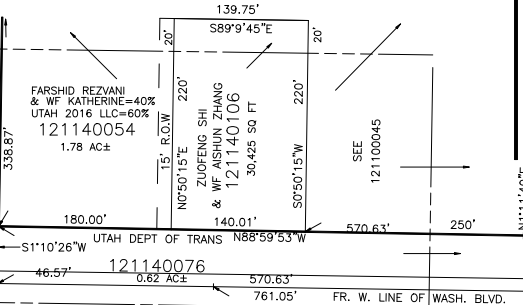 139.75'
S89°9'45"E
20'
20'
FARSHID REZVANI
& WF KATHERINE=40%
UTAH 2016 LLC=60%
121140054
1.78 AC±
338.87'
15' R.O.W
N0°50'15"E 220'
ZUOFENG SHI
& WF AISHUN ZHANG
121140106
30,425 SQ FT
S0°50'15"W 220'
SEE
121100045
N1°11'49"E
180.00'
140.01'
570.63'
250'
UTAH DEPT OF TRANS N88°59'53"W
S1°10'26"W
121140076
46.57'
0.62 AC±
570.63'
761.05'
FR. W. LINE OF WASH. BLVD.